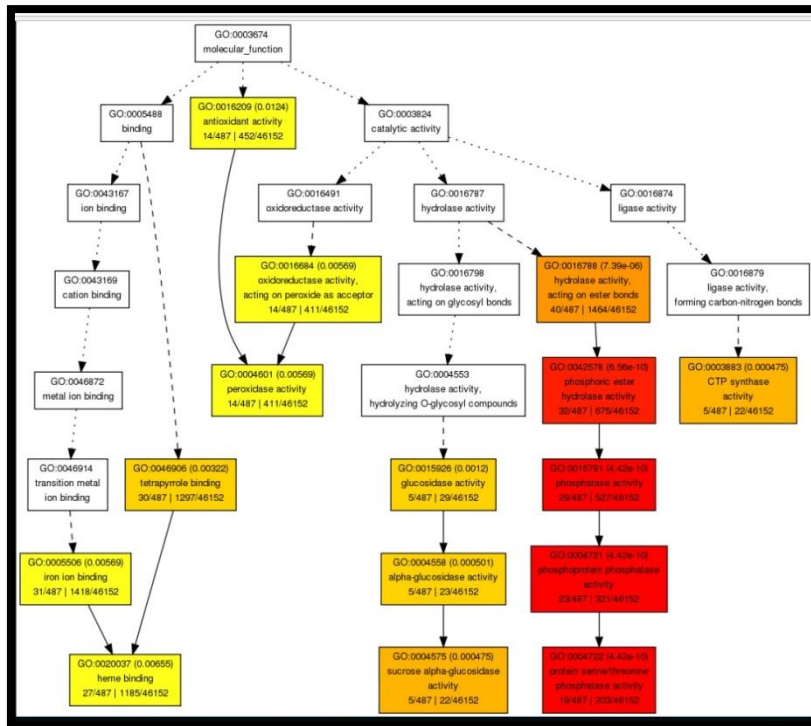 GO:0003674
molecular_function
GO:0005488
binding
GO:0016209 (0.0124)
antioxidant activity
14/487 | 452/46152
GO:0003824
catalytic activity
GO:0043167
ion binding
GO:0016491
oxidoreductase activity
GO:0016787
hydrolase activity
GO:0016874
ligase activity
GO:0043169
cation binding
GO:0016684 (0.00569)
oxidoreductase activity,
acting on peroxide as acceptor
14/487 | 411/46152
GO:0016798
hydrolase activity,
acting on glycosyl bonds
GO:0016788 (7.39e-06)
hydrolase activity,
acting on ester bonds
40/487 | 1464/46152
GO:0016879
ligase activity,
forming carbon-nitrogen bonds
GO:0046872
metal ion binding
GO:0004601 (0.00569)
peroxidase activity
14/487 | 411/46152
GO:0004553
hydrolase activity,
hydrolyzing O-glycosyl compounds
GO:0042578 (6.56e-10)
phosphoric ester
hydrolase activity
32/487 | 675/46152
GO:0003883 (0.000475)
CTP synthase
activity
5/487 | 22/46152
GO:0046914
transition metal
ion binding
GO:0046906 (0.00322)
tetrapyrrole binding
30/487 | 1297/46152
GO:0015926 (0.0012)
glucosidase activity
5/487 | 29/46152
GO:0016791 (4.42e-10)
phosphatase activity
29/487 | 527/46152
GO:0005506 (0.00569)
iron ion binding
31/487 | 1418/46152
GO:0004558 (0.000501)
alpha-glucosidase activity
5/487 | 23/46152
GO:0004721 (4.42e-10)
phosphoprotein phosphatase
activity
23/487 | 321/46152
GO:0020037 (0.00655)
heme binding
27/487 | 1185/46152
GO:0004575 (0.000475)
sucrose alpha-glucosidase
activity
5/487 | 22/46152
GO:0004722 (4.42e-10)
protein serine/threonine
phosphatase activity
18/487 | 203/46152